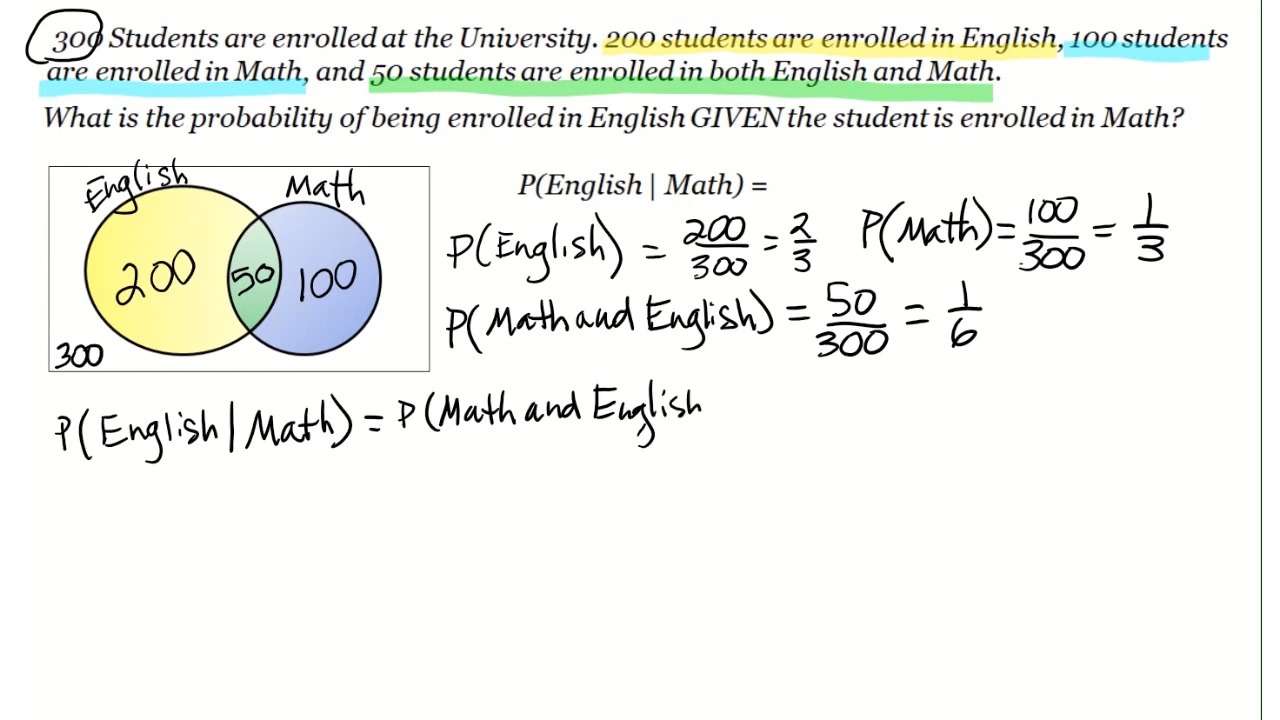 300 Students are enrolled at the University. 200 students are enrolled in English, 100 students
are enrolled in Math, and 50 students are enrolled in both English and Math.
What is the probability of being enrolled in English GIVEN the student is enrolled in Math?
English
Math
200
50
100
300
P(English | Math) =
P(English) = 200/300 = 2/3
P(Math) = 100/300 = 1/3
P(Math and English) = 50/300 = 1/6
P(English | Math) = P(Math and English